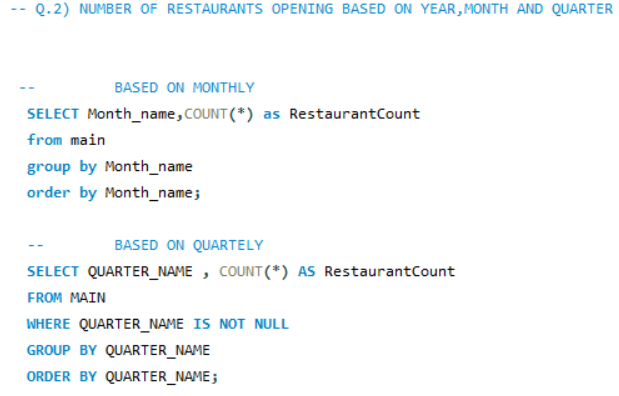 -- Q.2) NUMBER OF RESTAURANTS OPENING BASED ON YEAR,MONTH AND QUARTER
-- BASED ON MONTHLY
SELECT Month_name,COUNT(*) as RestaurantCount
from main
group by Month_name
order by Month_name;
-- BASED ON QUARTELY
SELECT QUARTER_NAME , COUNT(*) AS RestaurantCount
FROM MAIN
WHERE QUARTER_NAME IS NOT NULL
GROUP BY QUARTER_NAME
ORDER BY QUARTER_NAME;